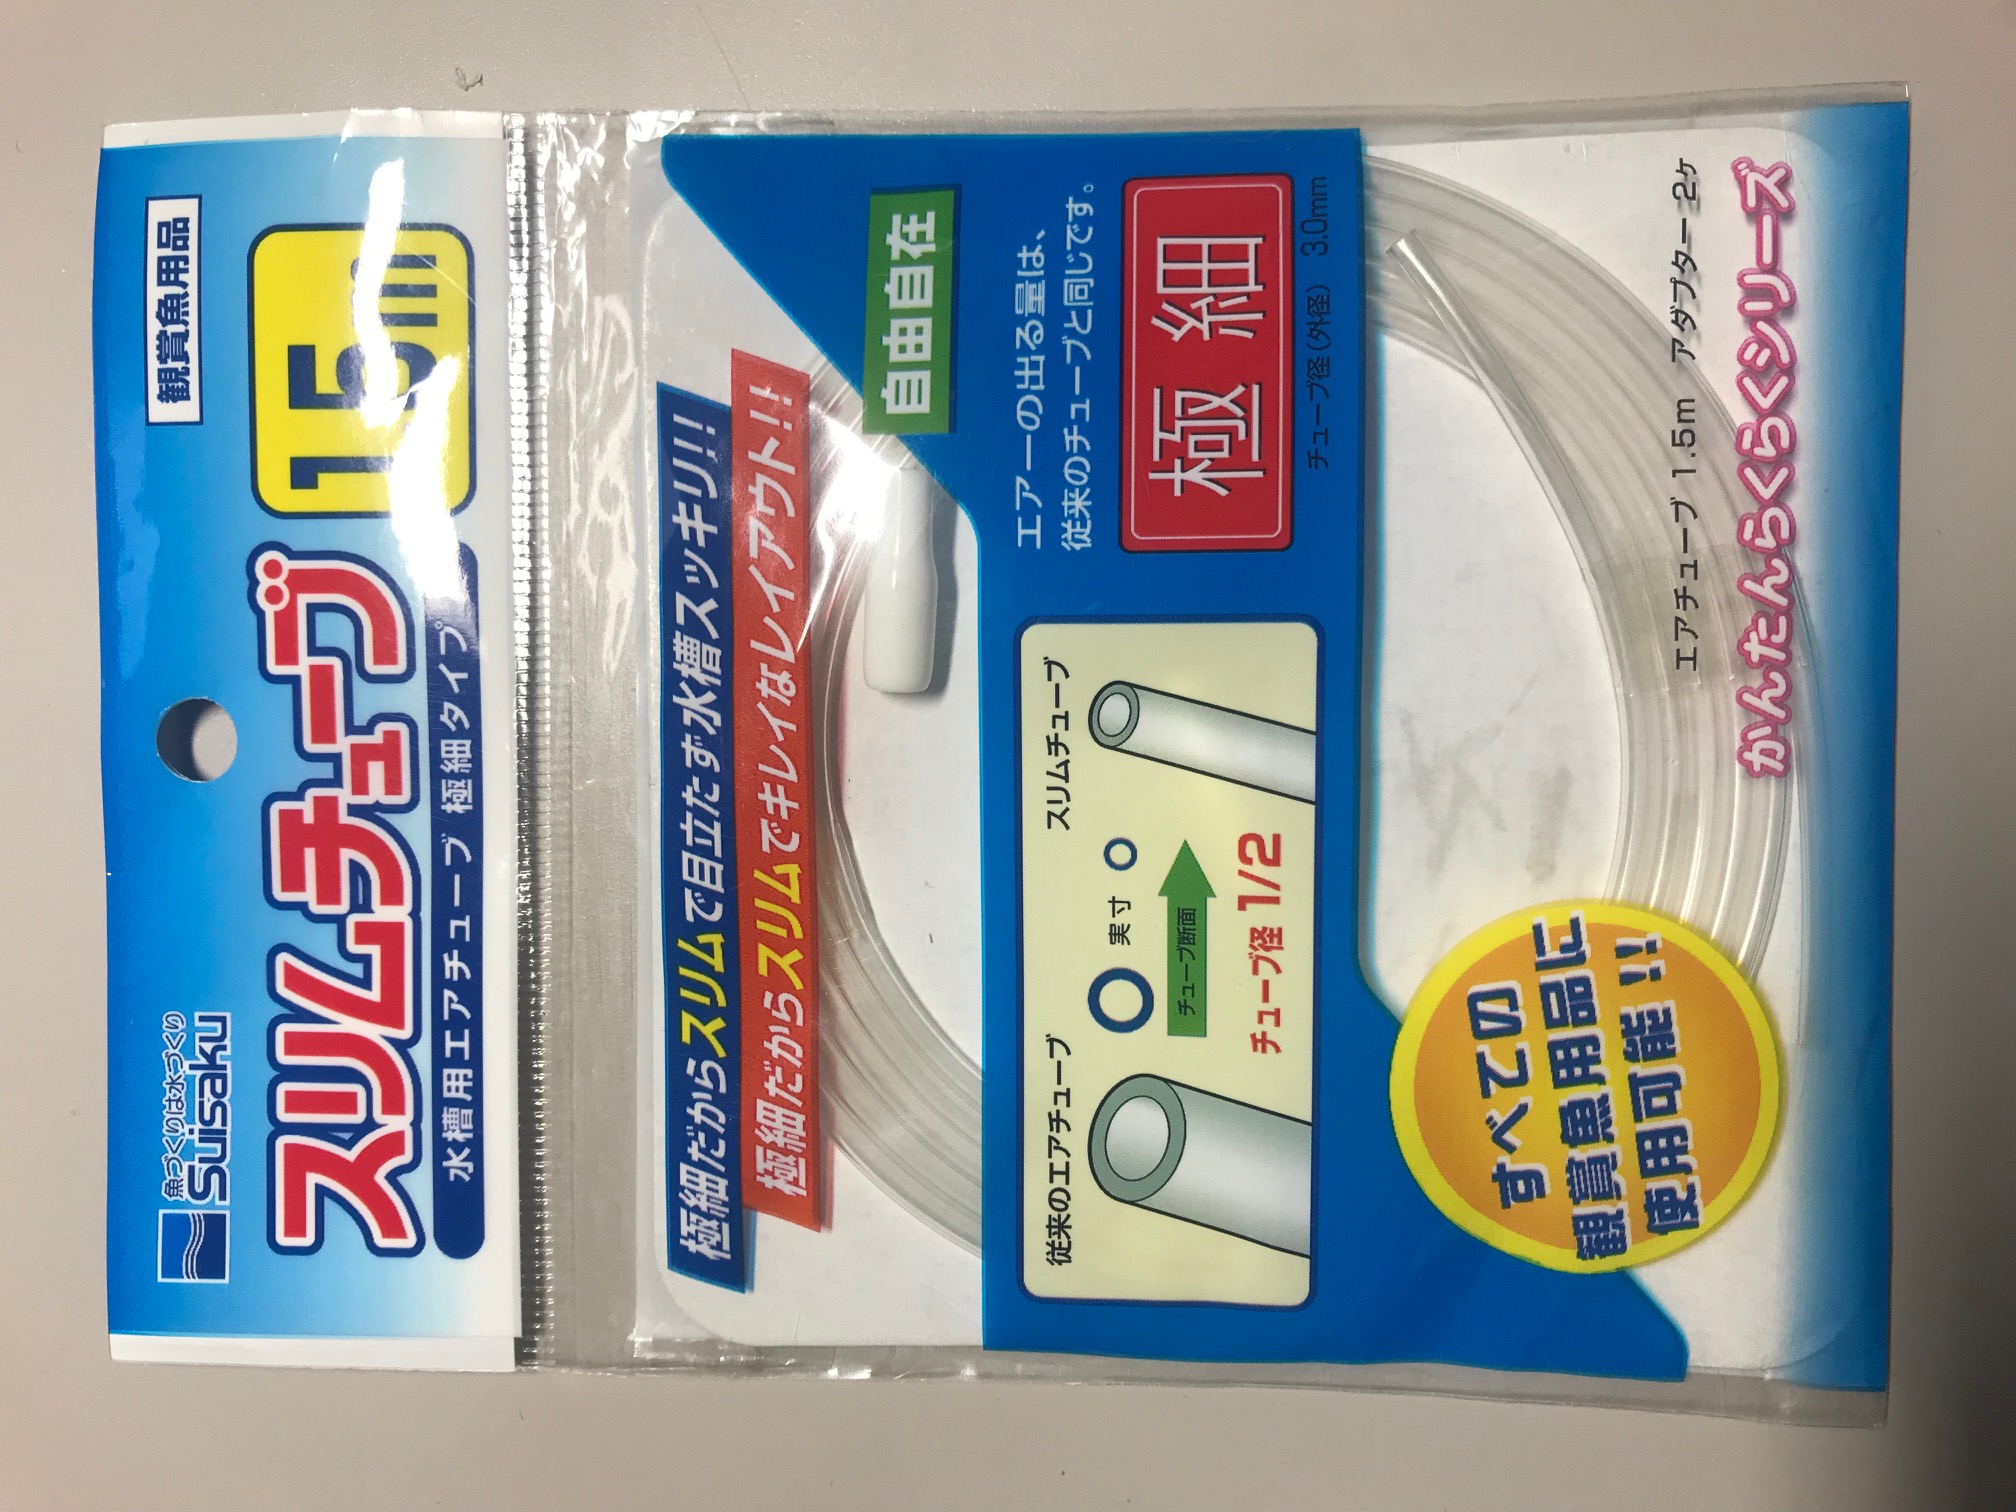 観賞魚用品
魚づくりは水づくり
Suisaku
スリムチューブ
1.5m
水槽用エアチューブ 極細タイプ
極細だからスリムで目立たず水槽スッキリ!!
極細だからスリムでキレイなレイアウト!!
自由自在
エアーの出る量は、
従来のチューブと同じです。
極細
チューブ径(外径) 3.0mm
従来のエアチューブ
スリムチューブ
実寸
チューブ断面
チューブ径 1/2
すべての
観賞魚用品に
使用可能!!
エアチューブ 1.5m アダプター 2ヶ
かんたんらくらくシリーズ